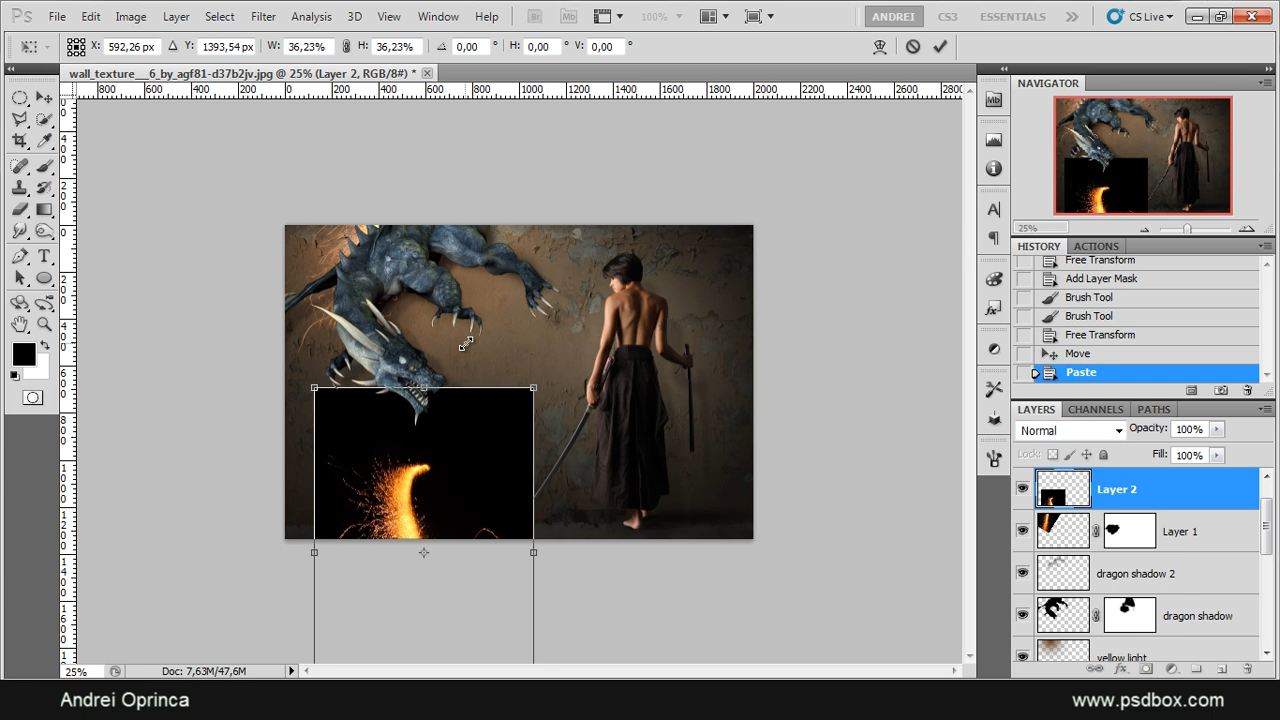 Ps File Edit Image Layer Select Filter Analysis 3D View Window Help Br Mb 100% ANDREI CS3 ESSENTIALS CS Live
X: 592,26 px Y: 1393,54 px W: 36,23% H: 36,23% 0,00 ° H: 0,00 ° V: 0,00 °
wall_texture___6_by_agf81-d37b2jv.jpg @ 25% (Layer 2, RGB/8#) *
800 600 400 200 0 200 400 600 800 1000 1200 1400 1600 1800 2000 2200 2400 2600 2800
NAVIGATOR
Mb
25%
HISTORY ACTIONS
Free Transform
Add Layer Mask
Brush Tool
Brush Tool
Free Transform
Move
Paste
LAYERS CHANNELS PATHS
Normal Opacity: 100%
Lock: Fill: 100%
Layer 2
Layer 1
dragon shadow 2
dragon shadow
yellow light
25% Doc: 7,63M/47,6M
Andrei Oprinca www.psdbox.com